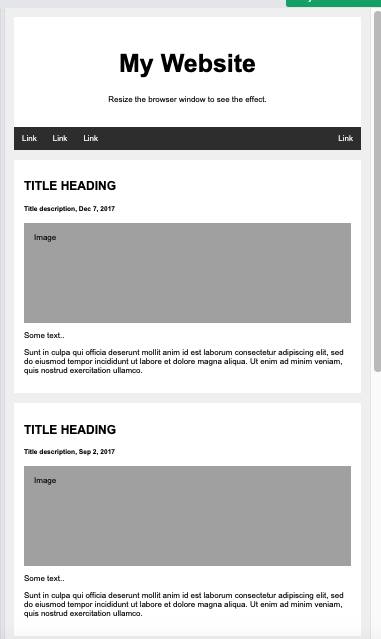 My Website
Resize the browser window to see the effect.
Link Link Link Link
TITLE HEADING
Title description, Dec 7, 2017
Image
Some text..
Sunt in culpa qui officia deserunt mollit anim id est laborum consectetur adipiscing elit, sed
do eiusmod tempor incididunt ut labore et dolore magna aliqua. Ut enim ad minim veniam,
quis nostrud exercitation ullamco.
TITLE HEADING
Title description, Sep 2, 2017
Image
Some text..
Sunt in culpa qui officia deserunt mollit anim id est laborum consectetur adipiscing elit, sed
do eiusmod tempor incididunt ut labore et dolore magna aliqua. Ut enim ad minim veniam,
quis nostrud exercitation ullamco.